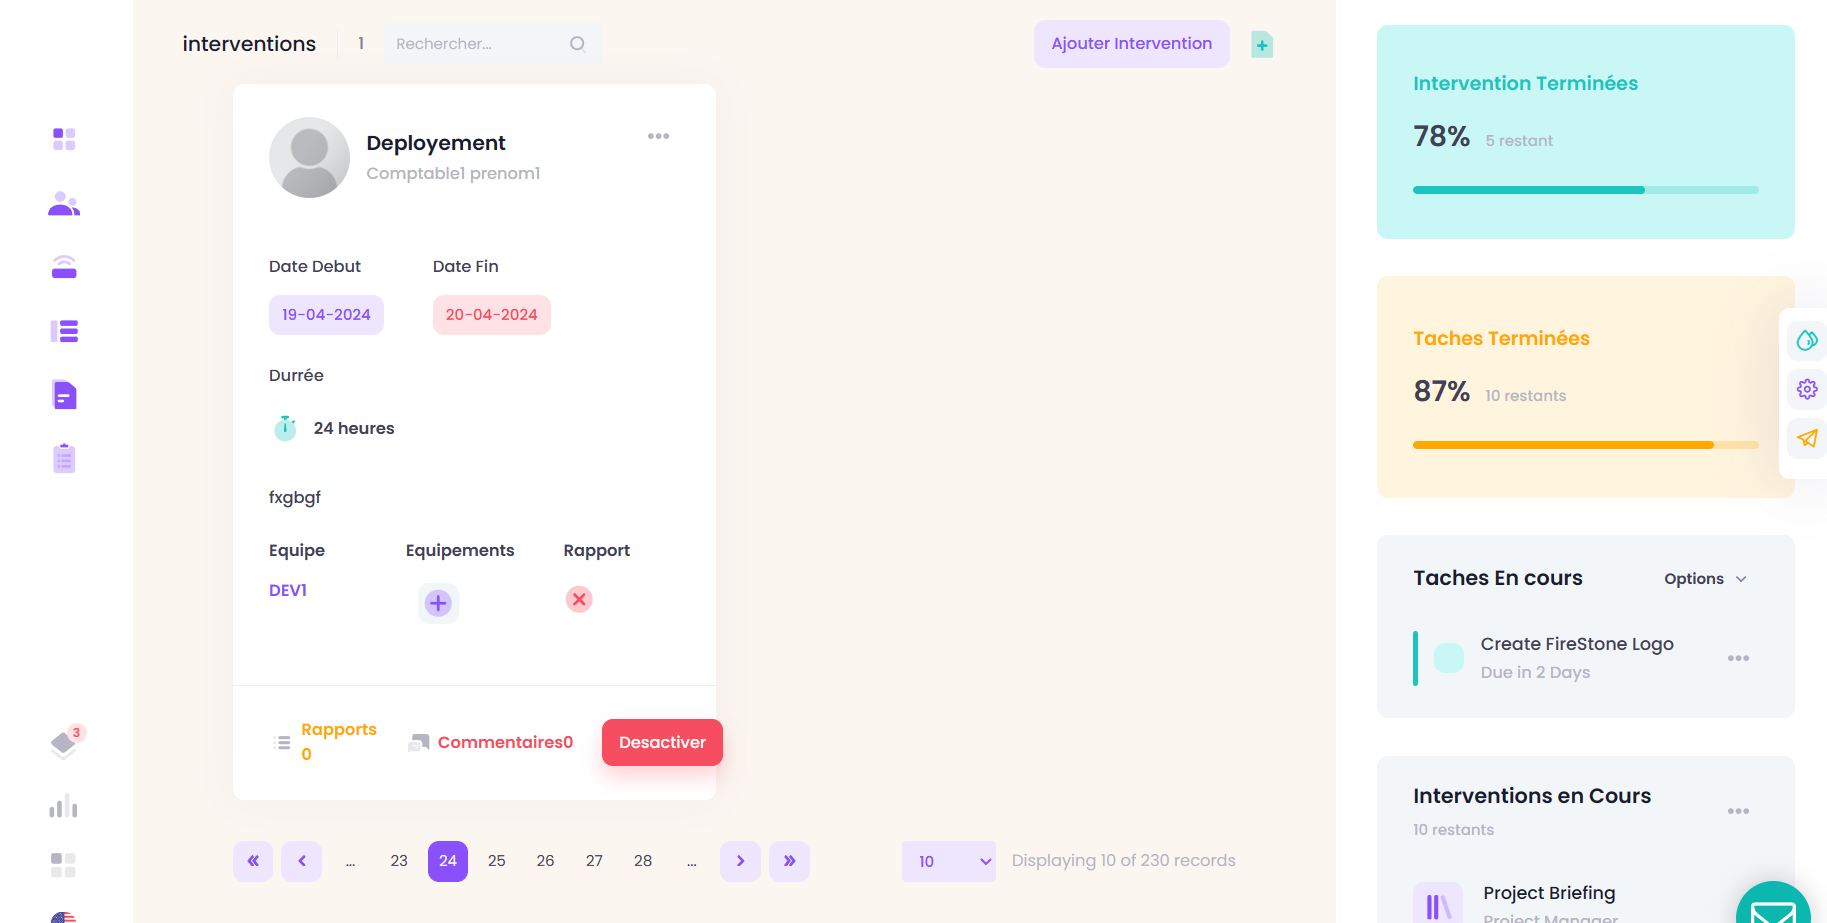 interventions 1 Rechercher... Ajouter Intervention
Deployement
Comptable1 prenom1
Date Debut Date Fin
19-04-2024 20-04-2024
Durrée
24 heures
fxgbgf
Equipe Equipements Rapport
DEV1
Rapports
0
Commentaires0
Desactiver
... 23 24 25 26 27 28 ...
10 Displaying 10 of 230 records
3
Intervention Terminées
78% 5 restant
Taches Terminées
87% 10 restants
Taches En cours Options
Create FireStone Logo
Due in 2 Days
Interventions en Cours
10 restants
Project Briefing
Project Manager